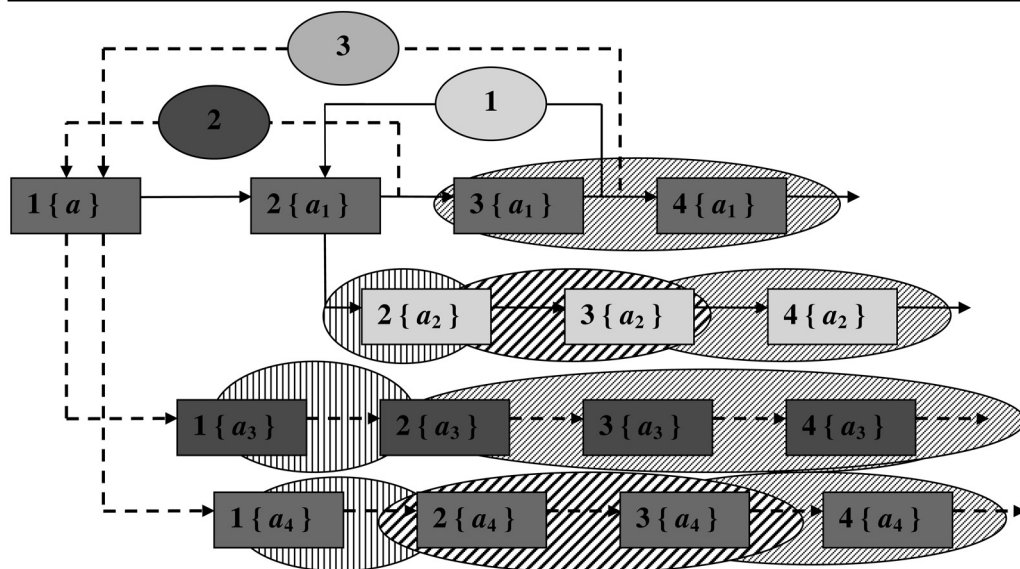 3
1
2
1 { a }
2 { a₁ }
3 { a₁ }
4 { a₁ }
2 { a₂ }
3 { a₂ }
4 { a₂ }
1 { a₃ }
2 { a₃ }
3 { a₃ }
4 { a₃ }
1 { a₄ }
2 { a₄ }
3 { a₄ }
4 { a₄ }